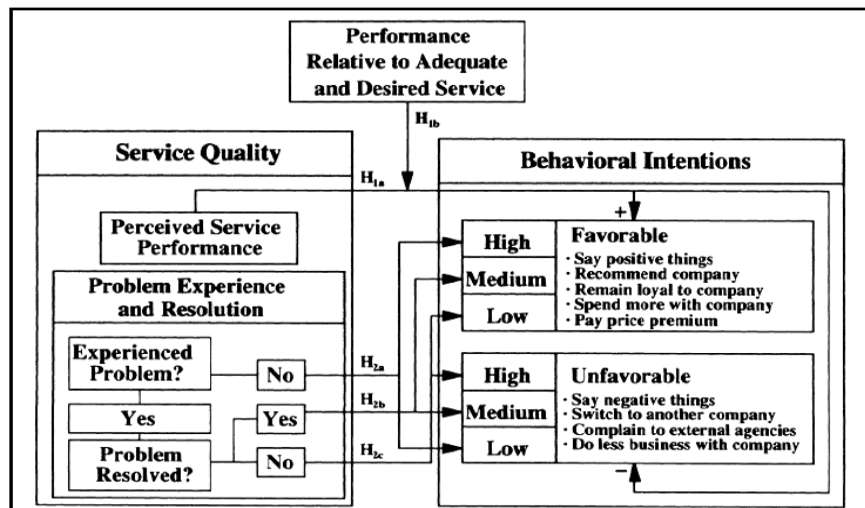 Performance
Relative to Adequate
and Desired Service
H1b
Service Quality
H1a
Perceived Service
Performance
Problem Experience
and Resolution
Experienced
Problem?
No
H2a
Yes
Yes
H2b
Problem
Resolved?
No
H2c
Behavioral Intentions
+
High
Medium
Low
Favorable
· Say positive things
· Recommend company
· Remain loyal to company
· Spend more with company
· Pay price premium
High
Medium
Low
Unfavorable
· Say negative things
· Switch to another company
· Complain to external agencies
· Do less business with company
−